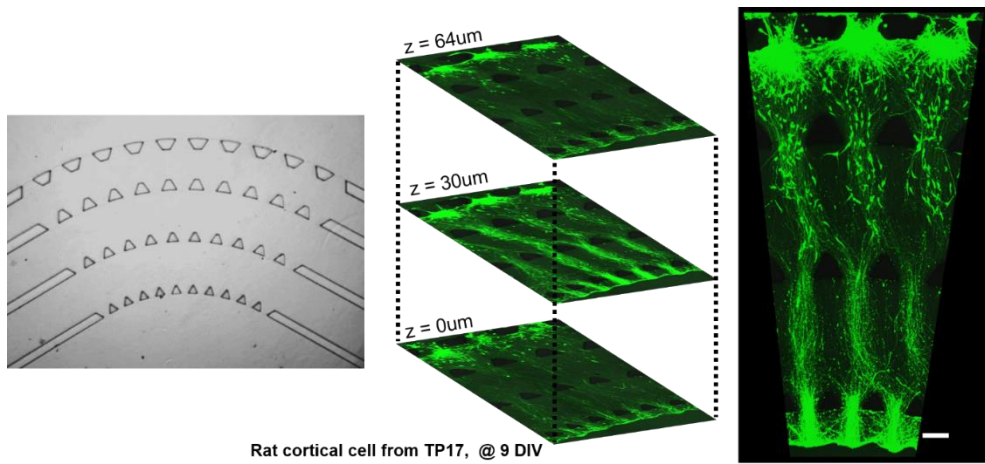 z = 64um
z = 30um
z = 0um
Rat cortical cell from TP17, @ 9 DIV